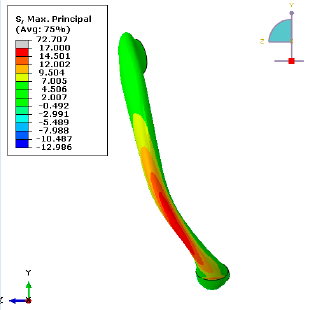 S, Max. Principal
(Avg: 75%)
72.707
17.000
14.501
12.002
9.504
7.005
4.506
2.007
-0.492
-2.991
-5.489
-7.988
-10.487
-12.986
Y
Z
Y
X